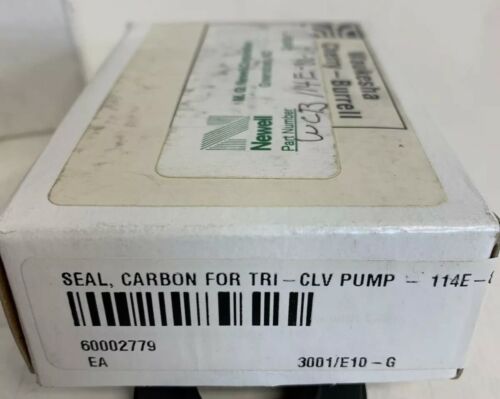 Waukesha
Cherry-Burrell
Newell
Part Number
SEAL, CARBON FOR TRI-CLV PUMP - 114E-
60002779
EA
3001/E10-G